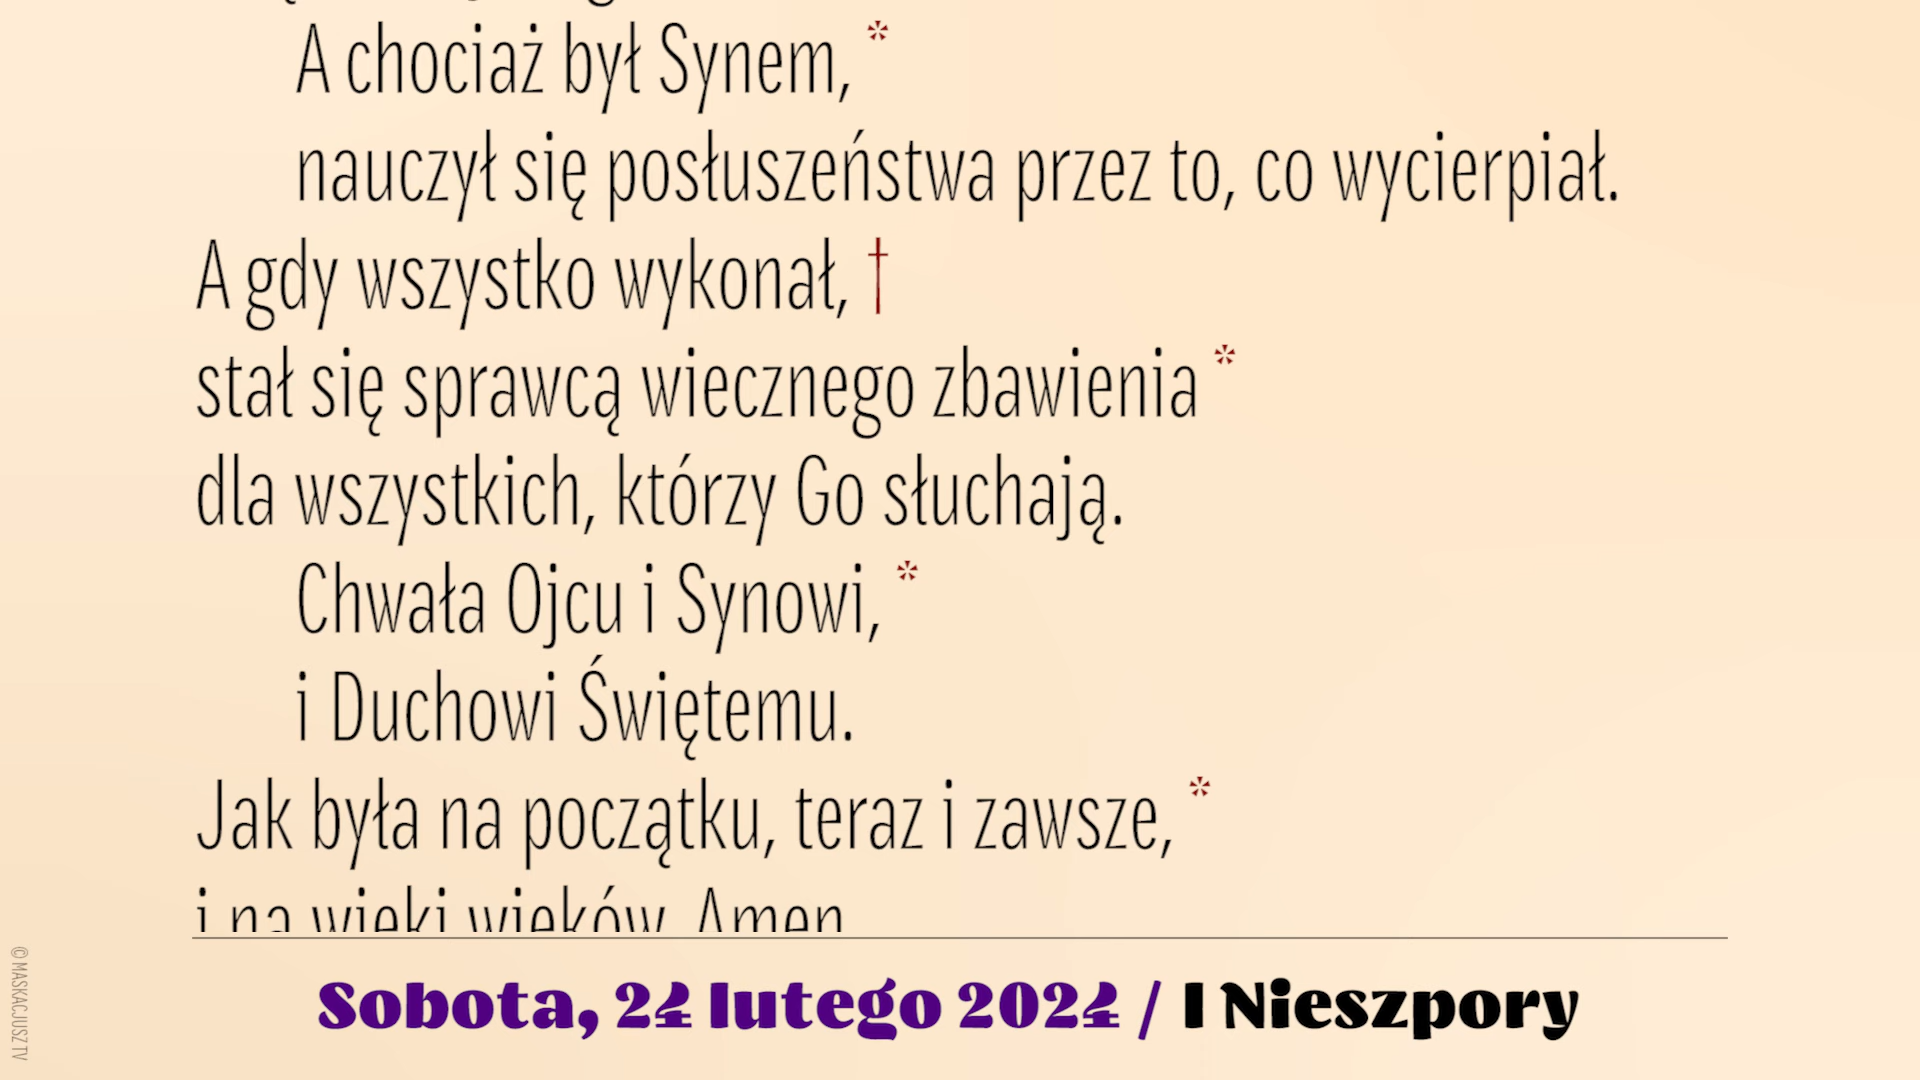 A chociaż był Synem, *
nauczył się posłuszeństwa przez to, co wycierpiał.
A gdy wszystko wykonał, †
stał się sprawcą wiecznego zbawienia *
dla wszystkich, którzy Go słuchają.
Chwała Ojcu i Synowi, *
i Duchowi Świętemu.
Jak była na początku, teraz i zawsze, *
i na wieki wieków. Amen
Sobota, 24 lutego 2024 / I Nieszpory
© MASKACJUSZ TV